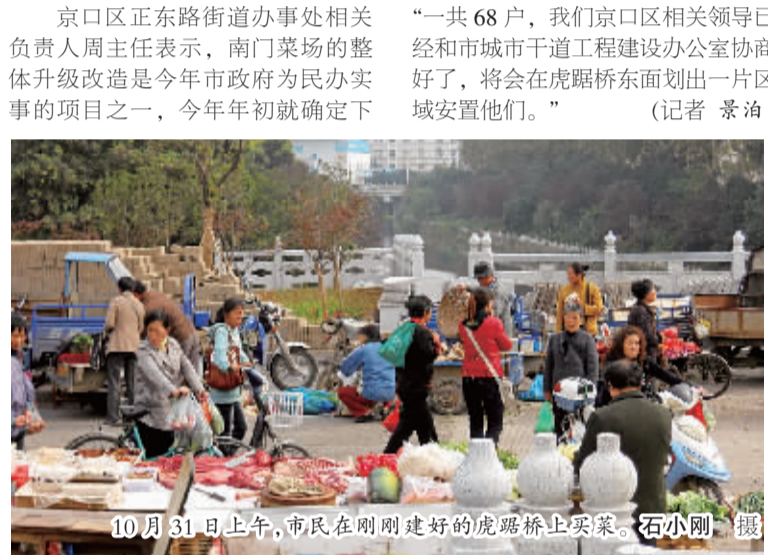 京口区正东路街道办事处相关
负责人周主任表示，南门菜场的整
体升级改造是今年市政府为民办实
事的项目之一，今年年初就确定下
“一共 68 户，我们京口区相关领导已
经和市城市干道工程建设办公室协商
好了，将会在虎踞桥东面划出一片区
域安置他们。” (记者 景泊
10 月 31 日上午,市民在刚刚建好的虎踞桥上买菜。石小刚 摄